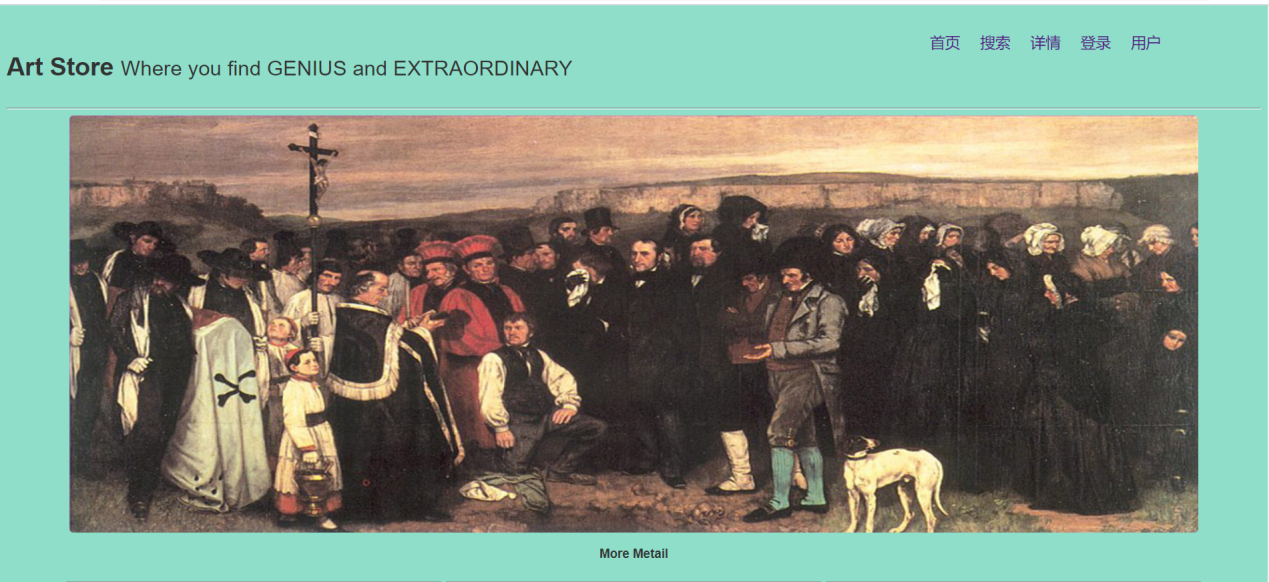 首页 搜索 详情 登录 用户
Art Store Where you find GENIUS and EXTRAORDINARY
More Metail